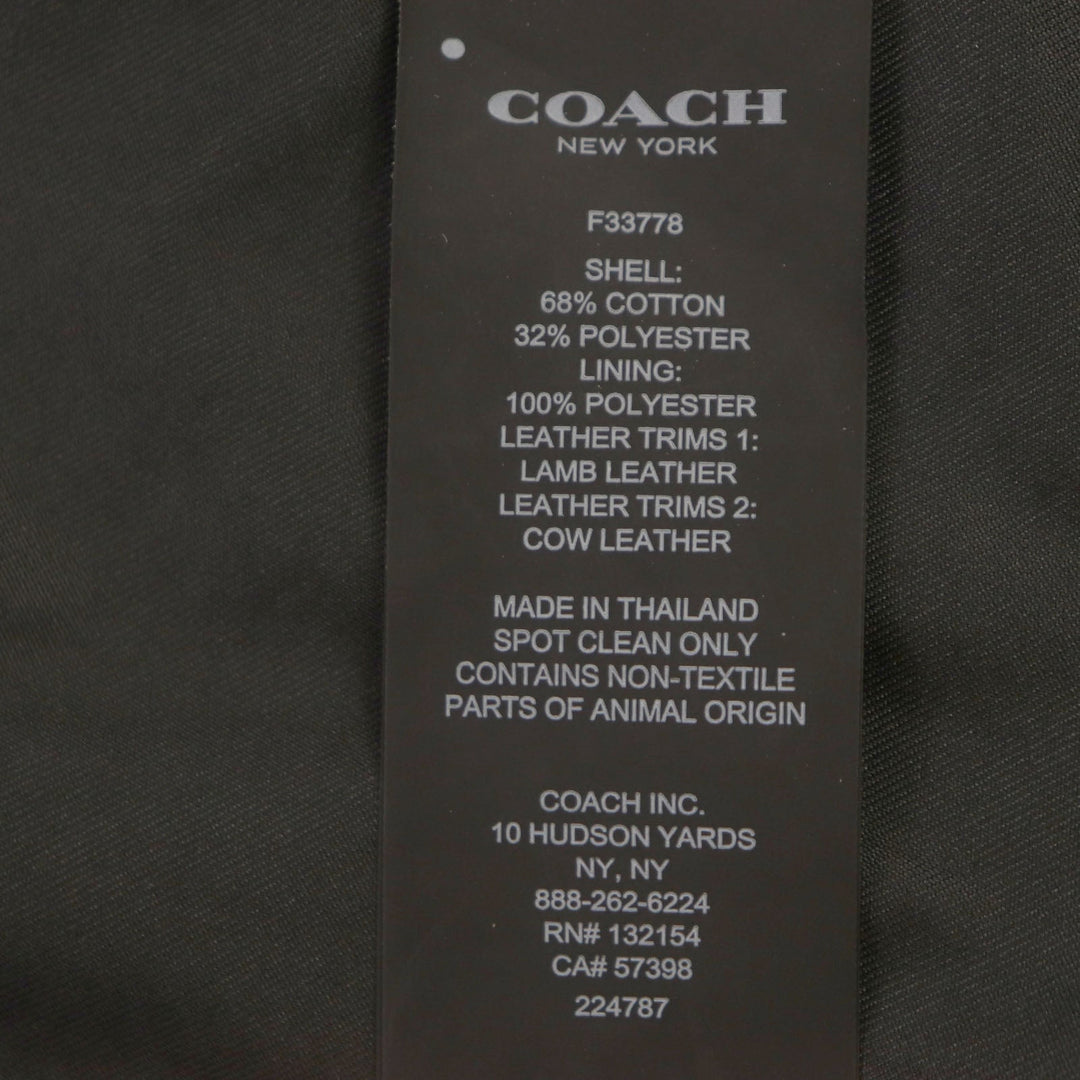 COACH
NEW YORK
F33778
SHELL:
68% COTTON
32% POLYESTER
LINING:
100% POLYESTER
LEATHER TRIMS 1:
LAMB LEATHER
LEATHER TRIMS 2:
COW LEATHER
MADE IN THAILAND
SPOT CLEAN ONLY
CONTAINS NON-TEXTILE
PARTS OF ANIMAL ORIGIN
COACH INC.
10 HUDSON YARDS
NY, NY
888-262-6224
RN# 132154
CA# 57398
224787